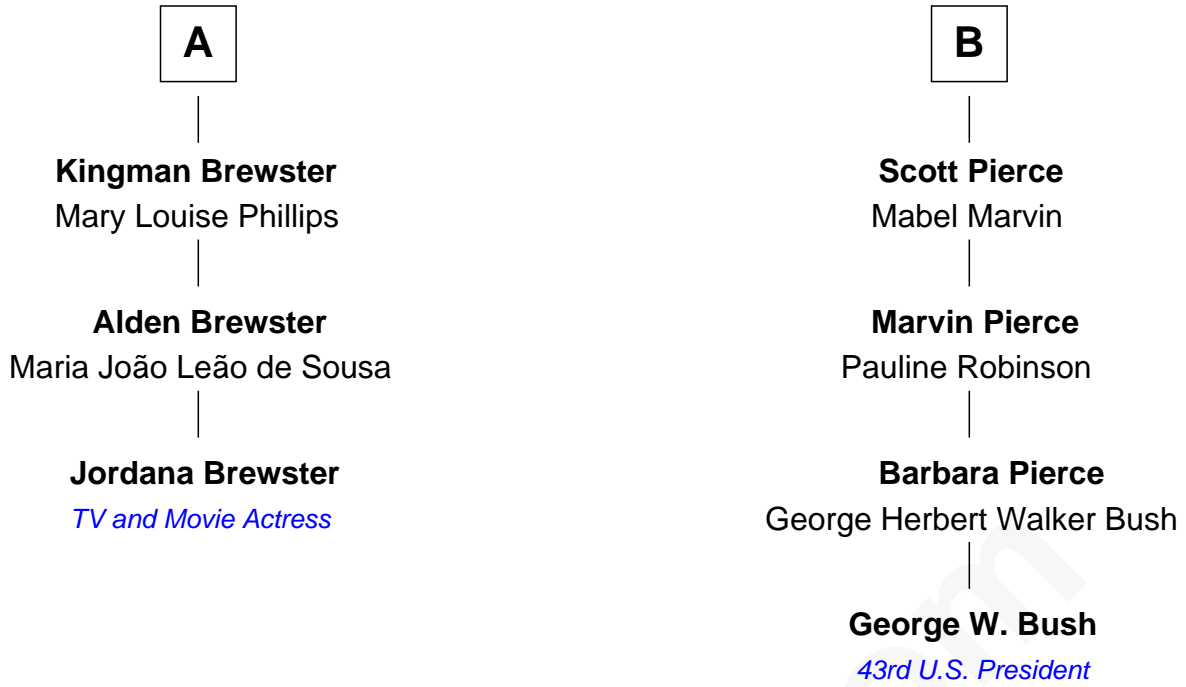 A
Kingman Brewster
Mary Louise Phillips
Alden Brewster
Maria João Leão de Sousa
Jordana Brewster
TV and Movie Actress
B
Scott Pierce
Mabel Marvin
Marvin Pierce
Pauline Robinson
Barbara Pierce
George Herbert Walker Bush
George W. Bush
43rd U.S. President